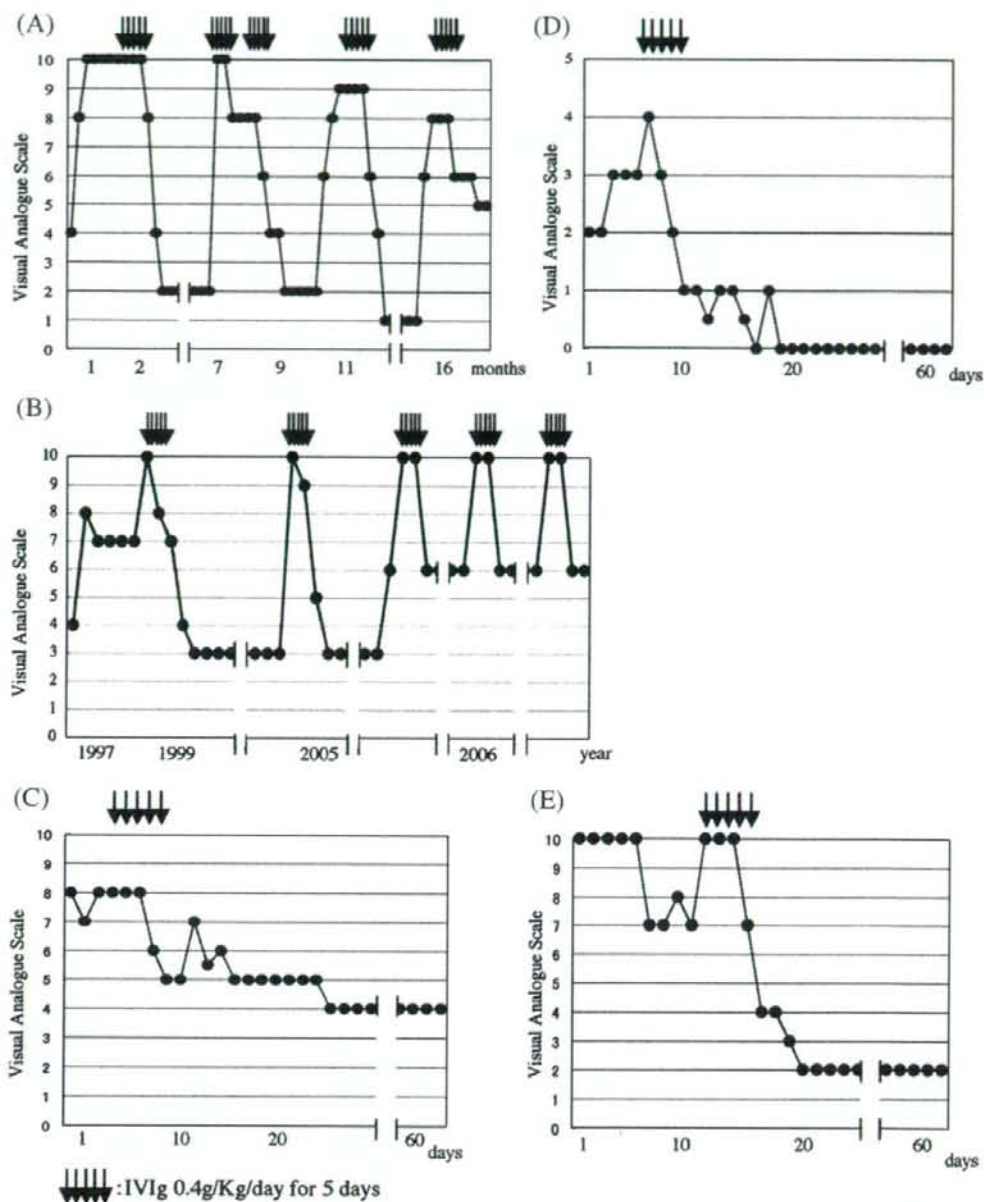 (A)
Visual Analogue Scale
10
9
8
7
6
5
4
3
2
1
0
1 2 7 9 11 16 months
(D)
Visual Analogue Scale
5
4
3
2
1
0
1 10 20 60 days
(B)
Visual Analogue Scale
10
9
8
7
6
5
4
3
2
1
0
1997 1999 2005 2006 year
(C)
Visual Analogue Scale
10
9
8
7
6
5
4
3
2
1
0
1 10 20 60
days
(E)
Visual Analogue Scale
10
9
8
7
6
5
4
3
2
1
0
1 10 20 60
days
:IVIg 0.4g/Kg/day for 5 days